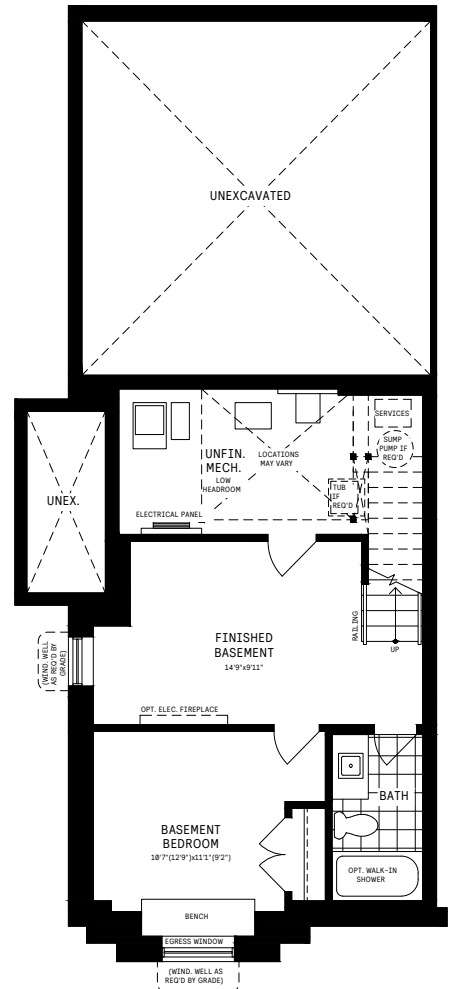 UNEXCAVATED
SERVICES
SUMP
PUMP IF
REQ'D
UNFIN.
MECH.
LOW
HEADROOM
LOCATIONS
MAY VARY
TUB
IF
REQ'D
UNEX.
ELECTRICAL PANEL
RAILING
UP
(WIND. WELL
AS REQ'D BY
GRADE)
FINISHED
BASEMENT
14'9"x9'11"
OPT. ELEC. FIREPLACE
BATH
BASEMENT
BEDROOM
10'7"(12'9")x11'1"(9'2")
OPT. WALK-IN
SHOWER
BENCH
EGRESS WINDOW
(WIND. WELL AS
REQ'D BY GRADE)